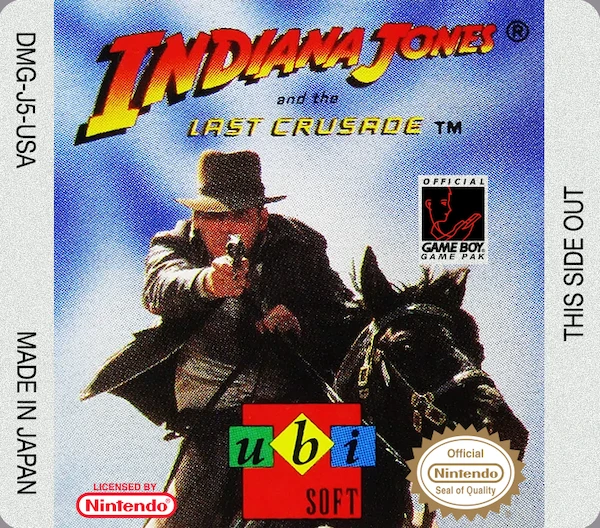 INDIANA JONES ®
and the
LAST CRUSADE TM
OFFICIAL
GAME BOY
GAME PAK
DMG-J5-USA
MADE IN JAPAN
THIS SIDE OUT
ubi
SOFT
LICENSED BY
Nintendo®
Official
Nintendo
Seal of Quality